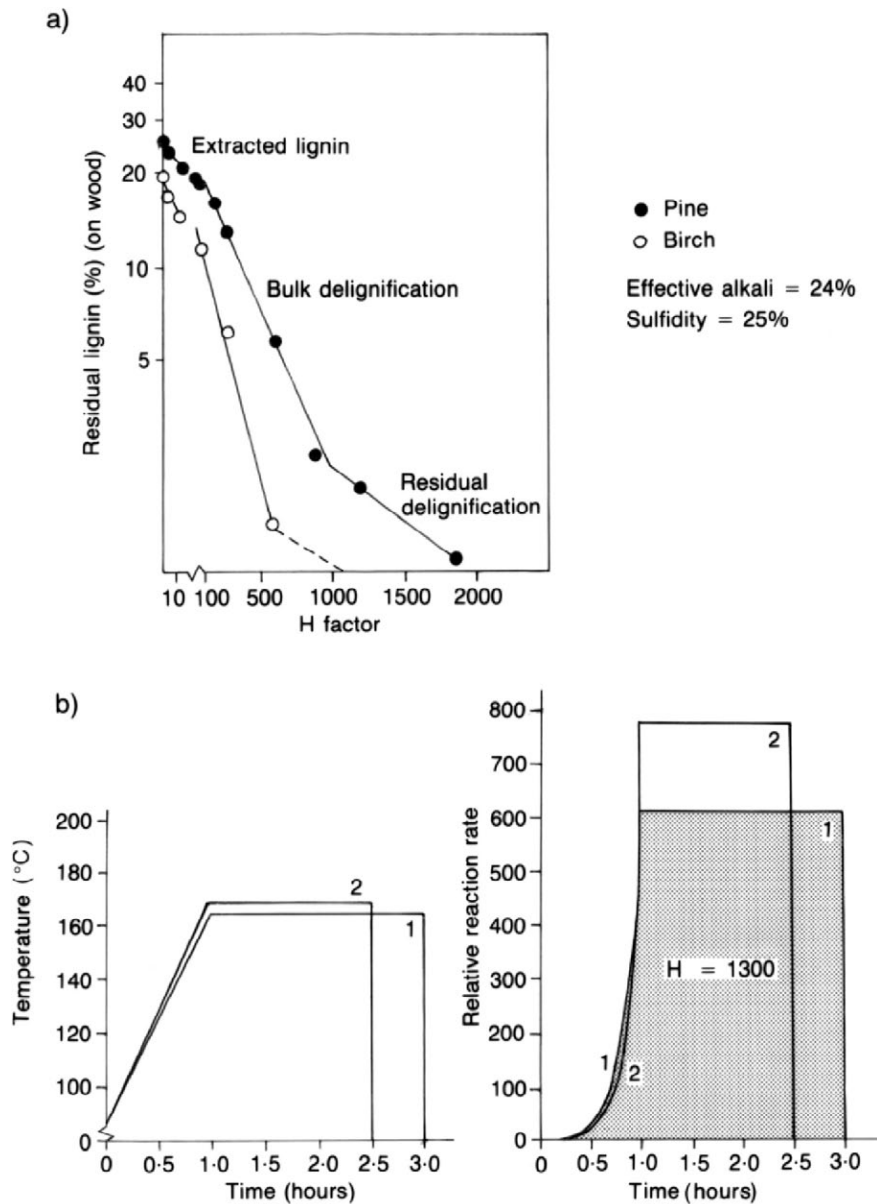 a)
40
30
20
10
5
Residual lignin (%) (on wood)
Extracted lignin
Bulk delignification
Residual
delignification
10 100 500 1000 1500 2000
H factor
● Pine
○ Birch
Effective alkali = 24%
Sulfidity = 25%
b)
200
180
160
140
120
100
0
Temperature (°C)
2
1
0 0·5 1·0 1·5 2·0 2·5 3·0
Time (hours)
800
700
600
500
400
300
200
100
0
Relative reaction rate
2
1
H = 1300
1
2
0 0·5 1·0 1·5 2·0 2·5 3·0
Time (hours)